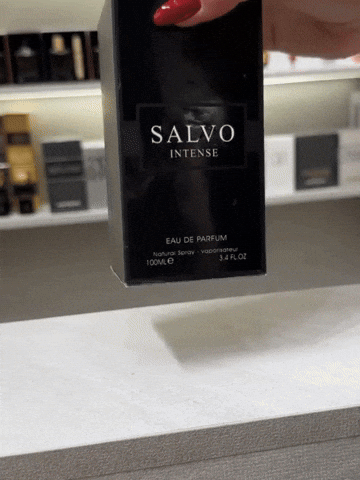 SALVO
INTENSE
EAU DE PARFUM
Natural Spray - vaporisateur
100ML℮ 3.4 FL.OZ